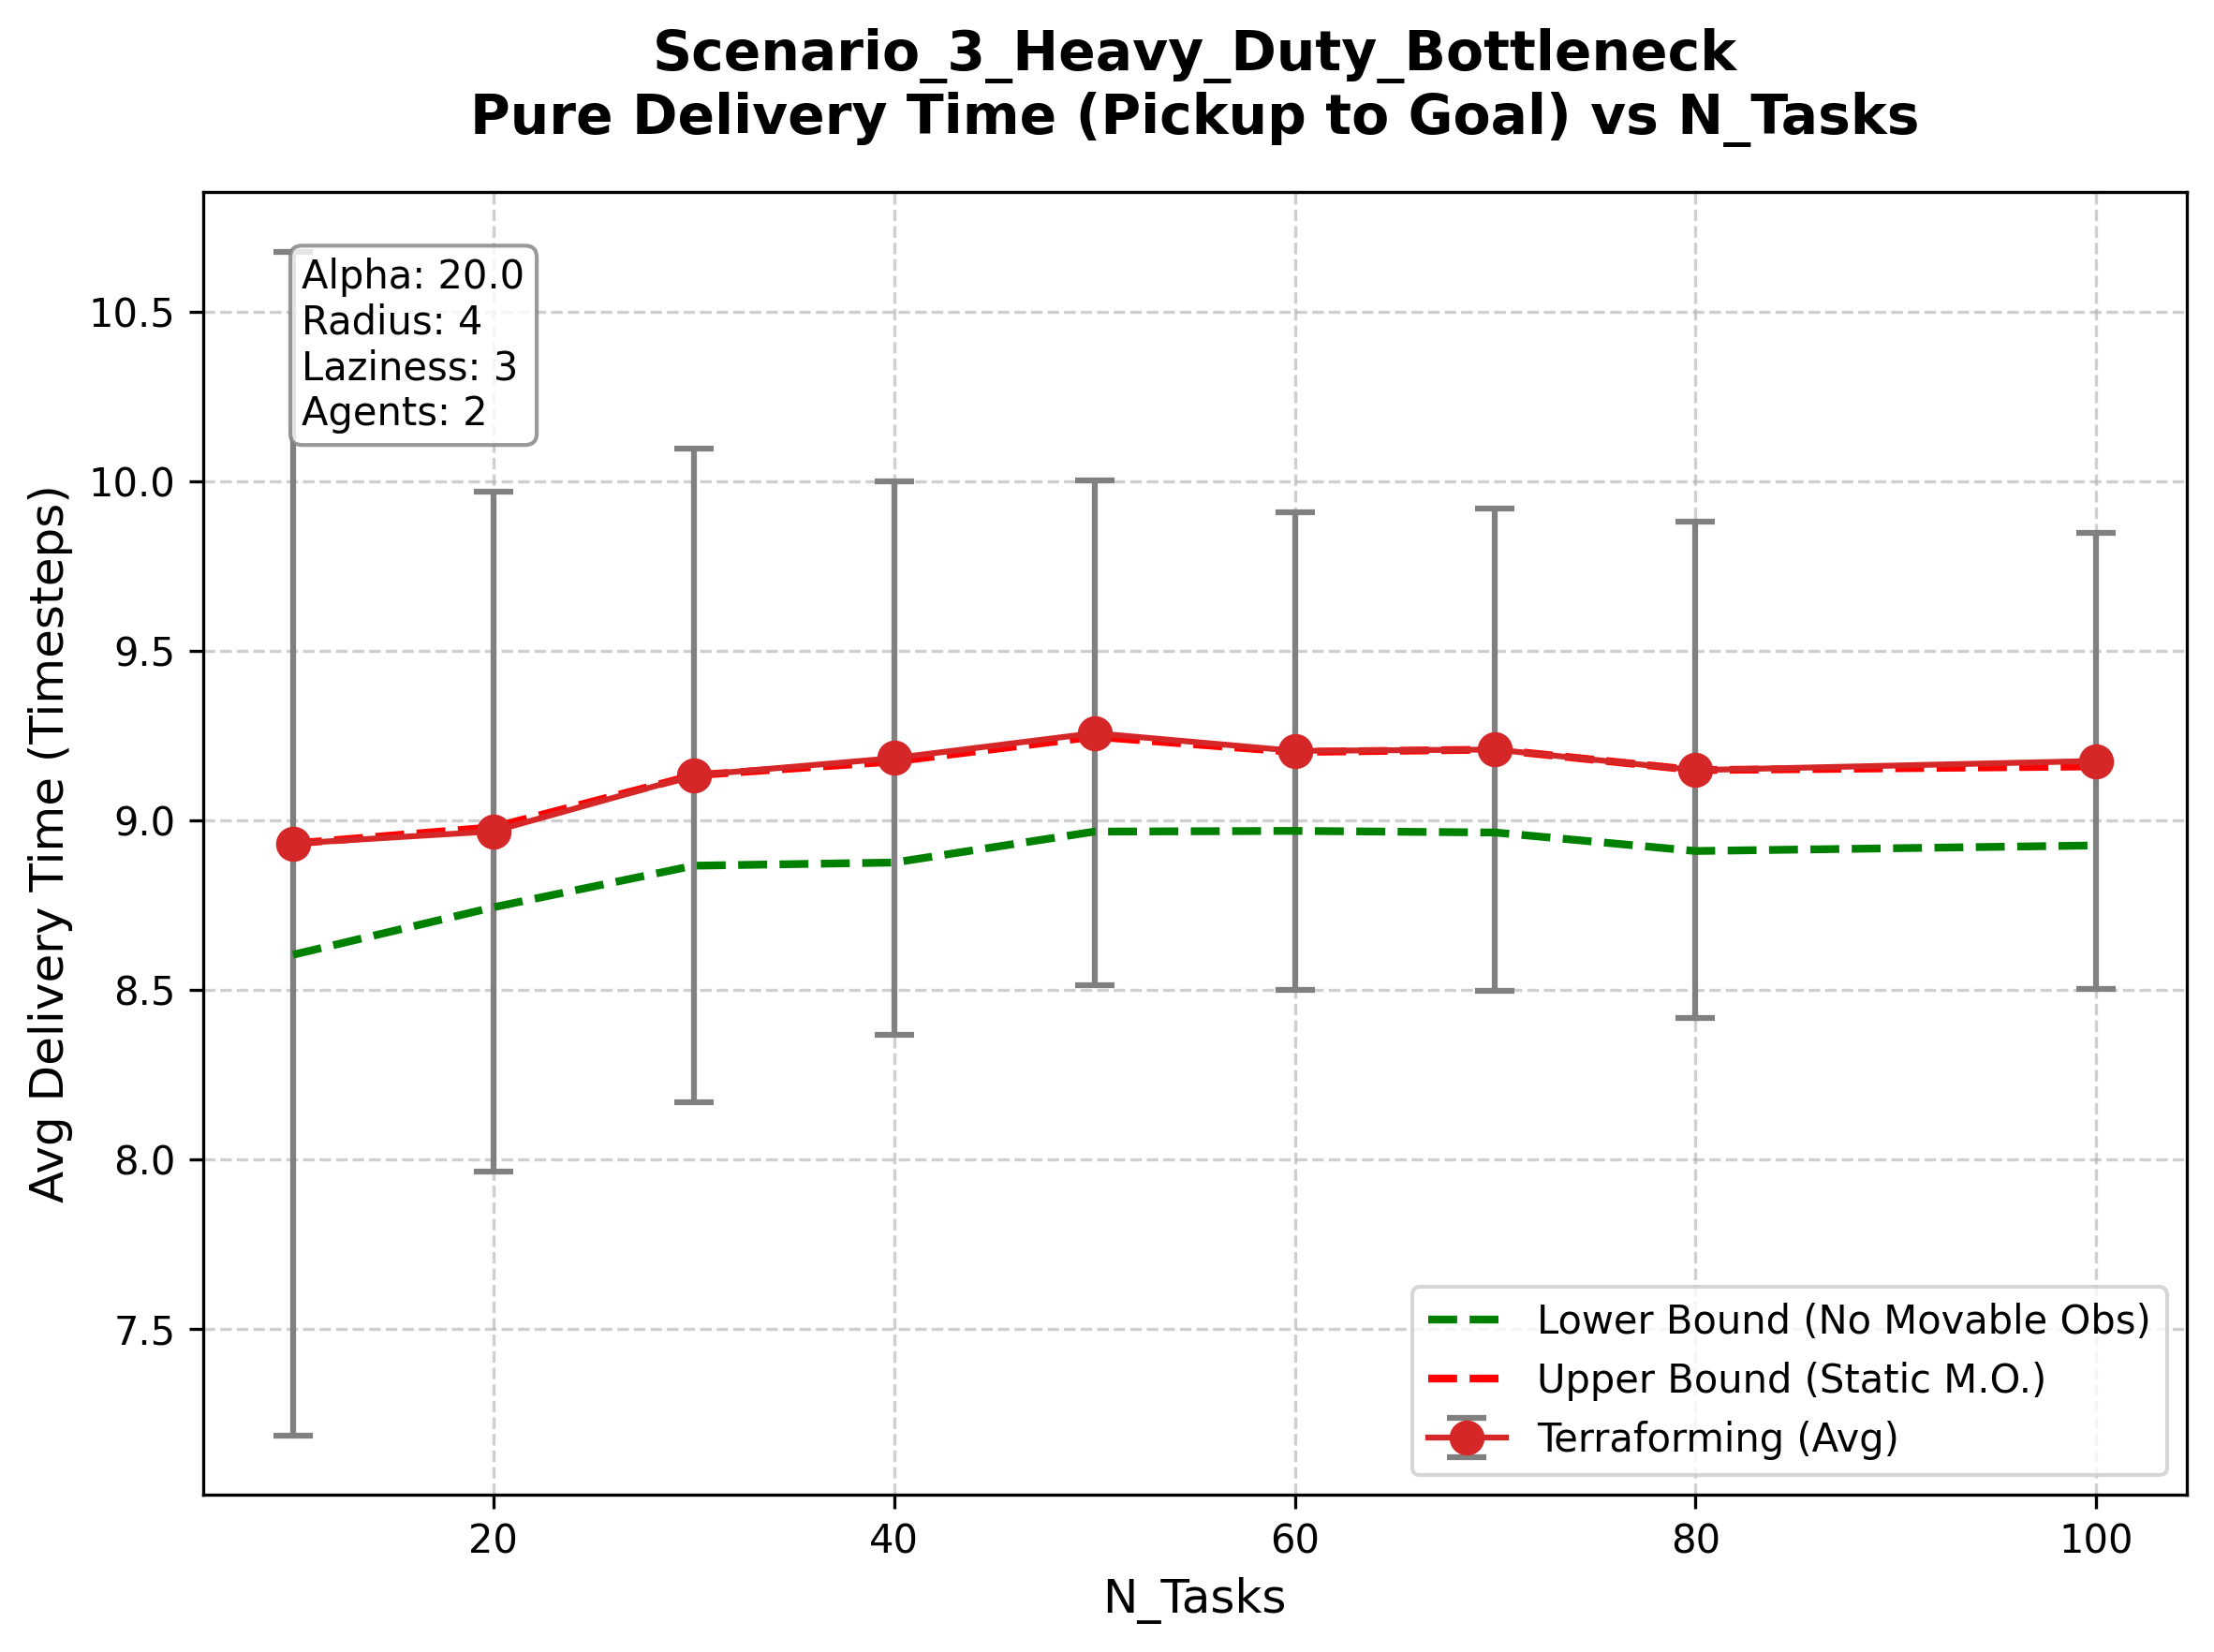 Scenario_3_Heavy_Duty_Bottleneck
Pure Delivery Time (Pickup to Goal) vs N_Tasks
Alpha: 20.0
Radius: 4
Laziness: 3
Agents: 2
Avg Delivery Time (Timesteps)
10.5
10.0
9.5
9.0
8.5
8.0
7.5
Lower Bound (No Movable Obs)
Upper Bound (Static M.O.)
Terraforming (Avg)
20
40
60
80
100
N_Tasks